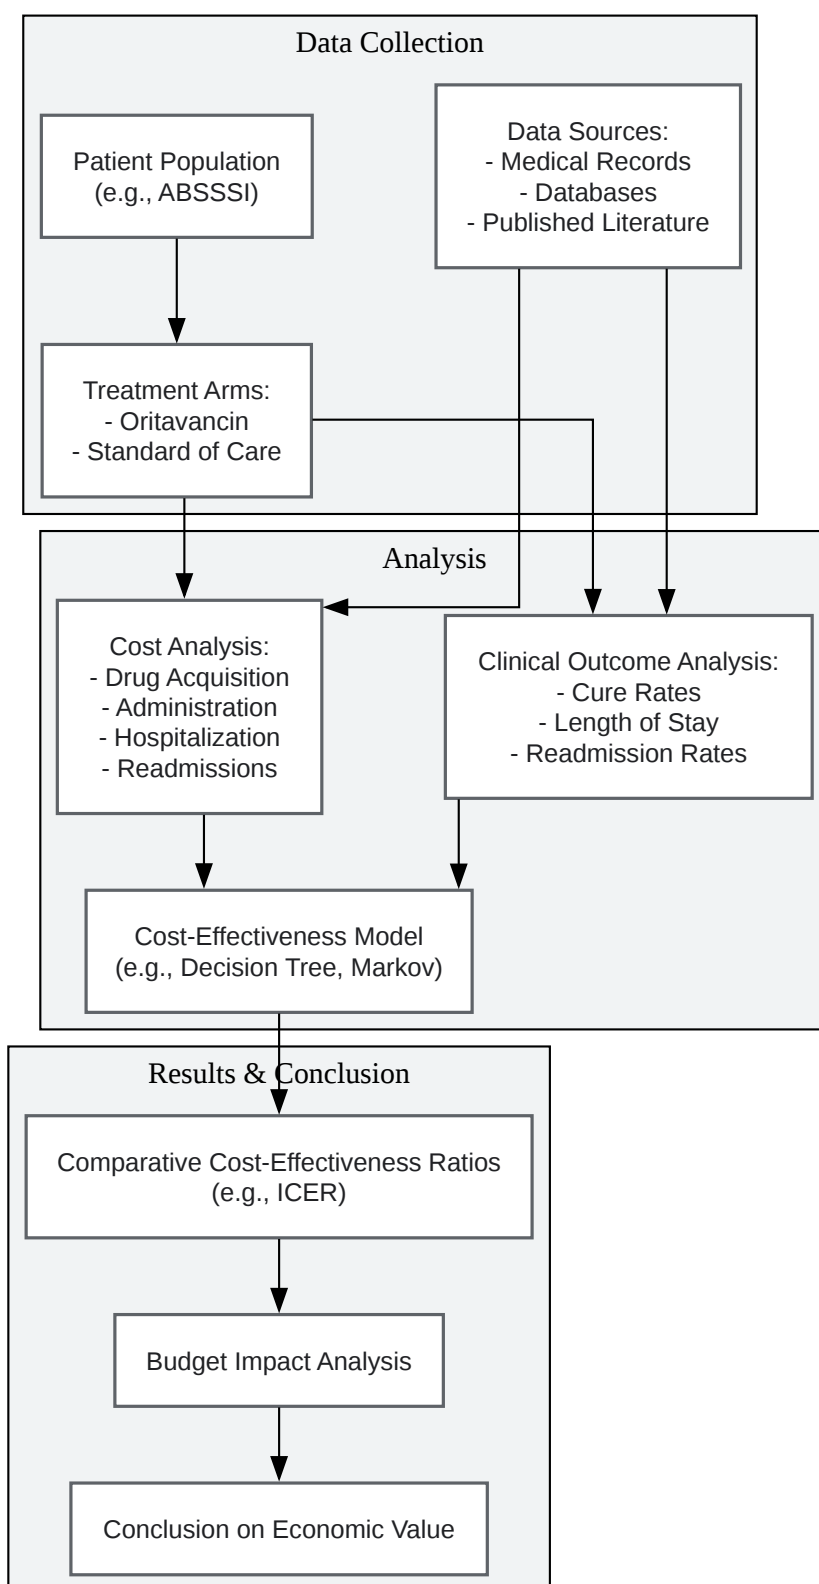 Data Collection
Patient Population
(e.g., ABSSSI)
Data Sources:
- Medical Records
- Databases
- Published Literature
Treatment Arms:
- Oritavancin
- Standard of Care
Analysis
Cost Analysis:
- Drug Acquisition
- Administration
- Hospitalization
- Readmissions
Clinical Outcome Analysis:
- Cure Rates
- Length of Stay
- Readmission Rates
Cost-Effectiveness Model
(e.g., Decision Tree, Markov)
Results & Conclusion
Comparative Cost-Effectiveness Ratios
(e.g., ICER)
Budget Impact Analysis
Conclusion on Economic Value